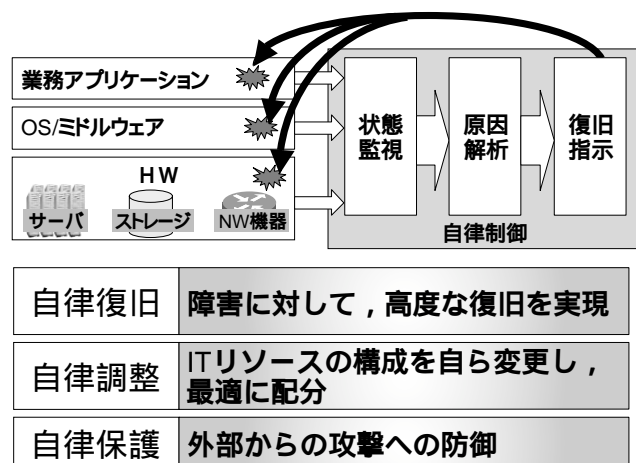 業務アプリケーション
OS/ミドルウェア
HW
サーバ
ストレージ
NW機器
状態
監視
原因
解析
復旧
指示
自律制御
自律復旧
障害に対して，高度な復旧を実現
自律調整
ITリソースの構成を自ら変更し，
最適に配分
自律保護
外部からの攻撃への防御